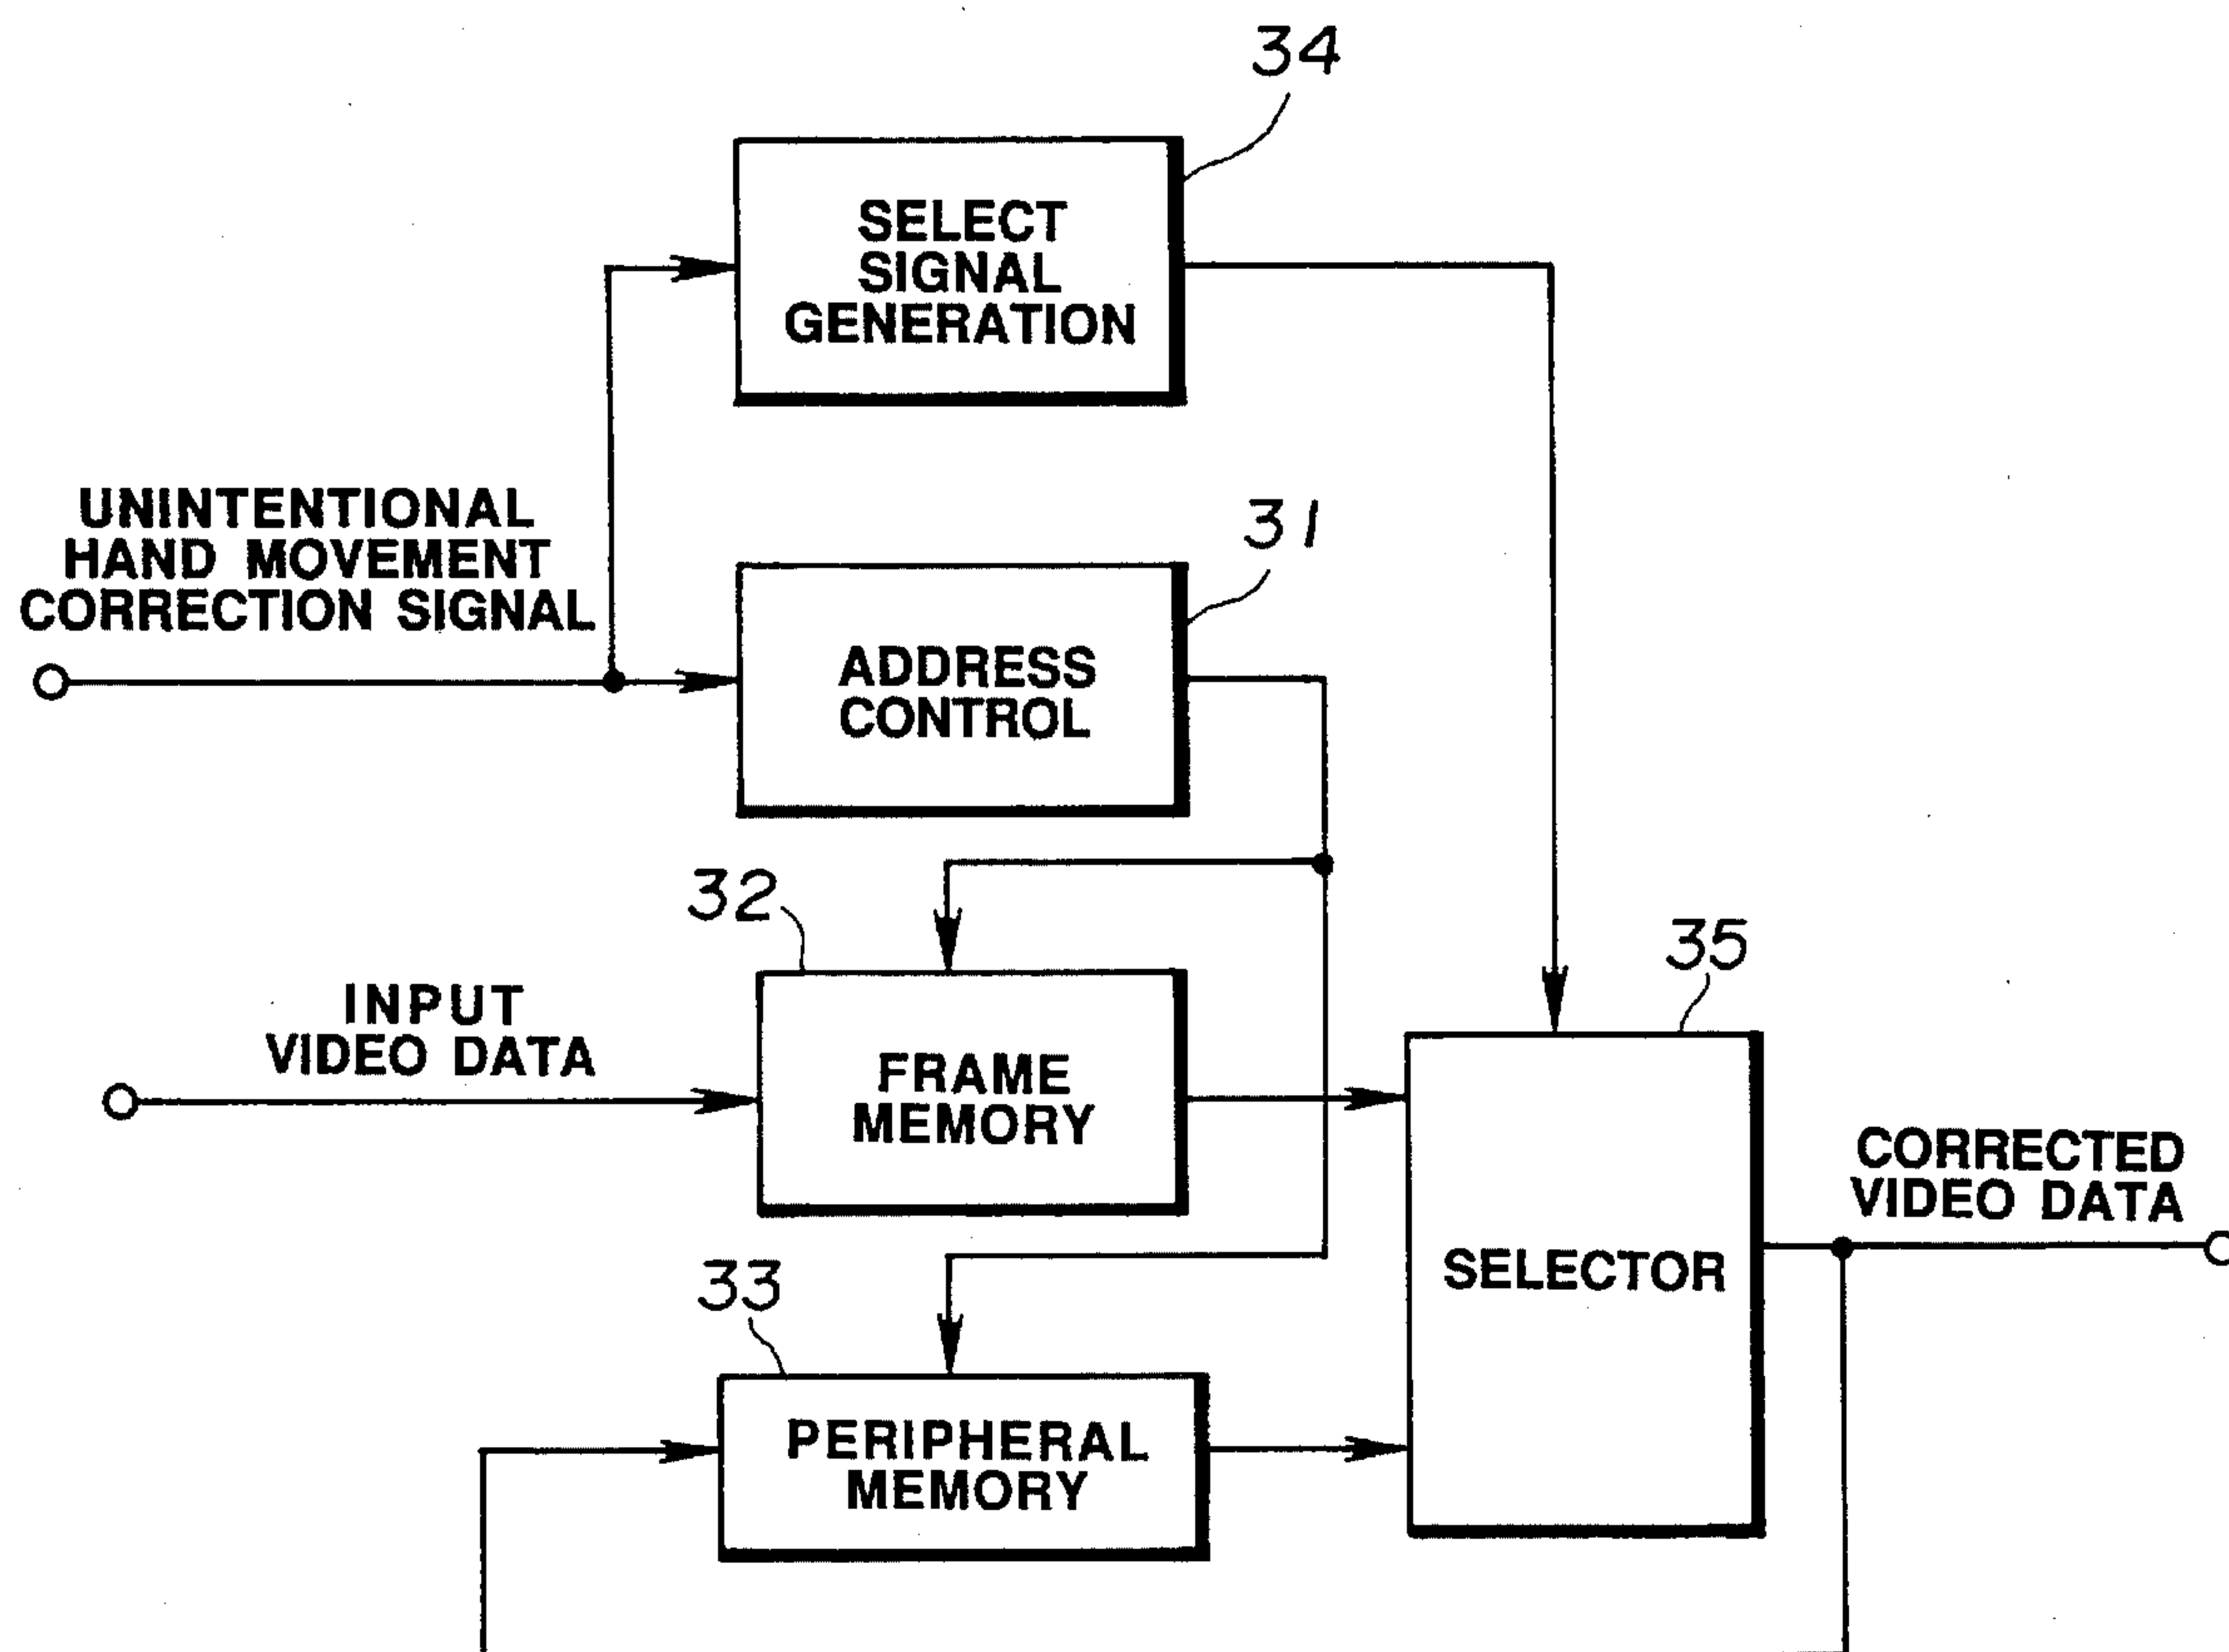 34
SELECT
SIGNAL
GENERATION
UNINTENTIONAL
HAND MOVEMENT
CORRECTION SIGNAL
31
ADDRESS
CONTROL
32
INPUT
VIDEO DATA
FRAME
MEMORY
35
SELECTOR
CORRECTED
VIDEO DATA
33
PERIPHERAL
MEMORY